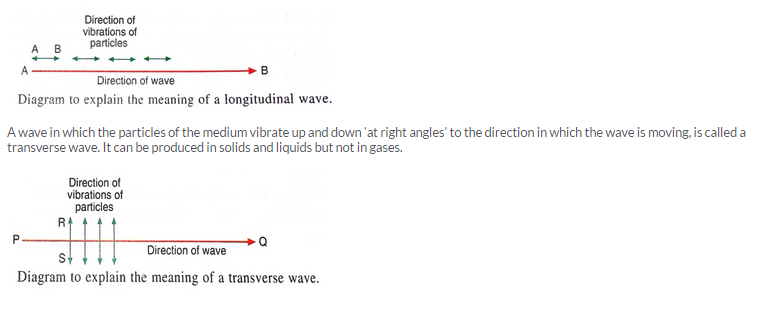 Direction of
vibrations of
particles
A B
A
B
Direction of wave
Diagram to explain the meaning of a longitudinal wave.
A wave in which the particles of the medium vibrate up and down 'at right angles' to the direction in which the wave is moving, is called a
transverse wave. It can be produced in solids and liquids but not in gases.
Direction of
vibrations of
particles
R
P
Q
S
Direction of wave
Diagram to explain the meaning of a transverse wave.